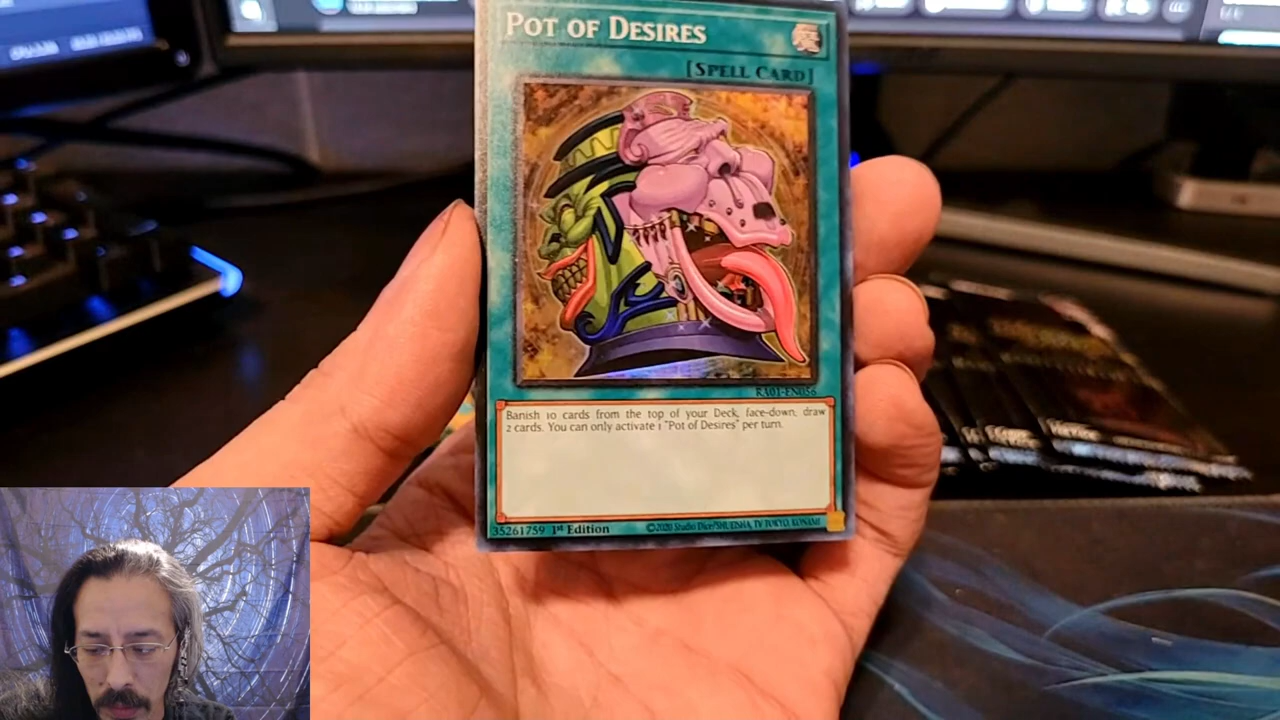 POT OF DESIRES
[SPELL CARD]
RA01-EN056
Banish 10 cards from the top of your Deck, face-down; draw
2 cards. You can only activate 1 "Pot of Desires" per turn.
35261759 1st Edition
©2020 Studio Dice/SHUEISHA, TV TOKYO, KONAMI